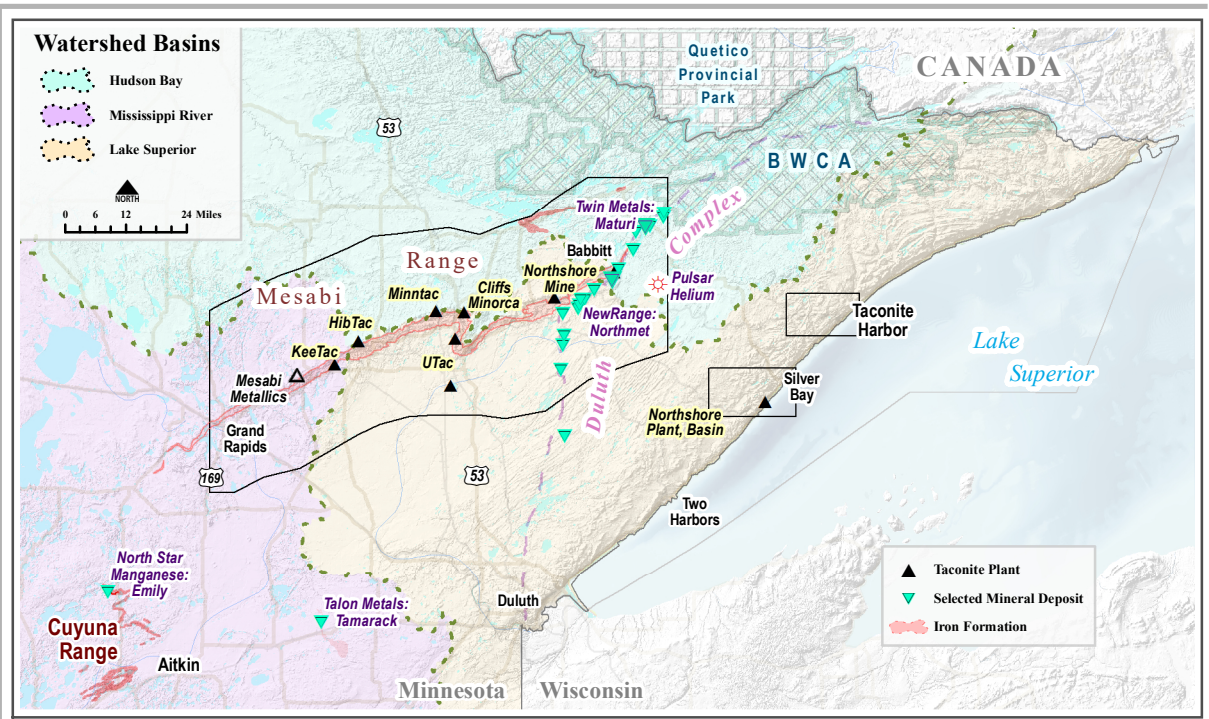 Watershed Basins
Hudson Bay
Mississippi River
Lake Superior
NORTH
0 6 12 24 Miles
Quetico
Provincial
Park
CANADA
53
BWCA
Twin Metals:
Maturi
Complex
Babbitt
Range
Northshore
Mine
Pulsar
Helium
Mesabi
Minntac
Cliffs
Minorca
NewRange:
Northmet
HibTac
Taconite
Harbor
KeeTac
UTac
Lake
Superior
Mesabi
Metallics
Duluth
Silver
Bay
Northshore
Plant, Basin
Grand
Rapids
169
53
Two
Harbors
North Star
Manganese:
Emily
Talon Metals:
Tamarack
Duluth
Cuyuna
Range
Aitkin
Minnesota
Wisconsin
Taconite Plant
Selected Mineral Deposit
Iron Formation